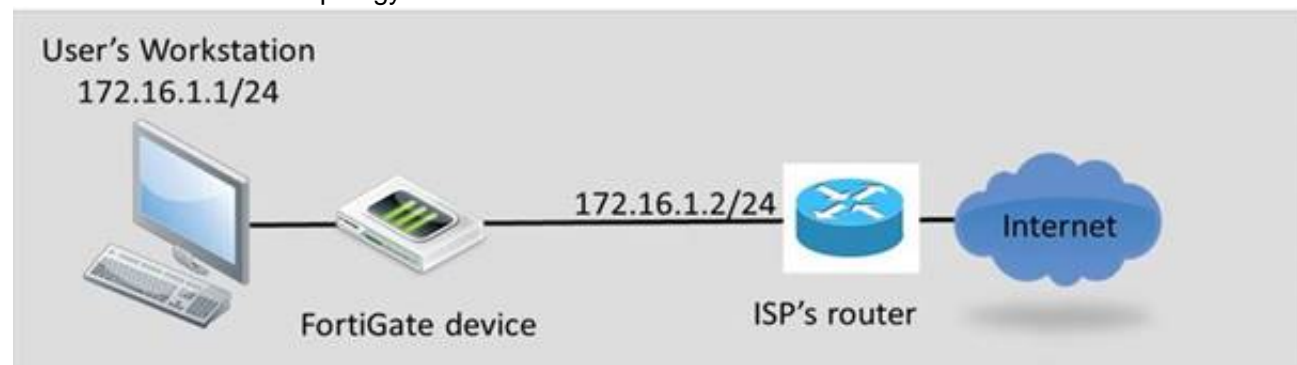 User's Workstation
172.16.1.1/24
172.16.1.2/24
Internet
FortiGate device
ISP's router